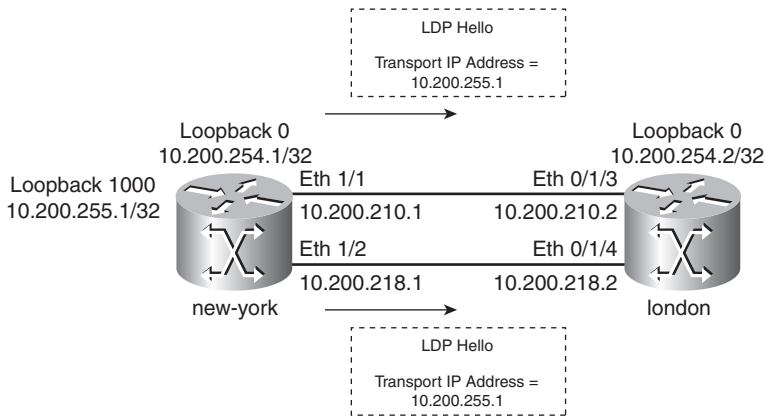 LDP Hello
Transport IP Address =
10.200.255.1
Loopback 0
10.200.254.1/32
Loopback 0
10.200.254.2/32
Loopback 1000
10.200.255.1/32
Eth 1/1
Eth 0/1/3
10.200.210.1
10.200.210.2
Eth 1/2
Eth 0/1/4
10.200.218.1
10.200.218.2
new-york
london
LDP Hello
Transport IP Address =
10.200.255.1